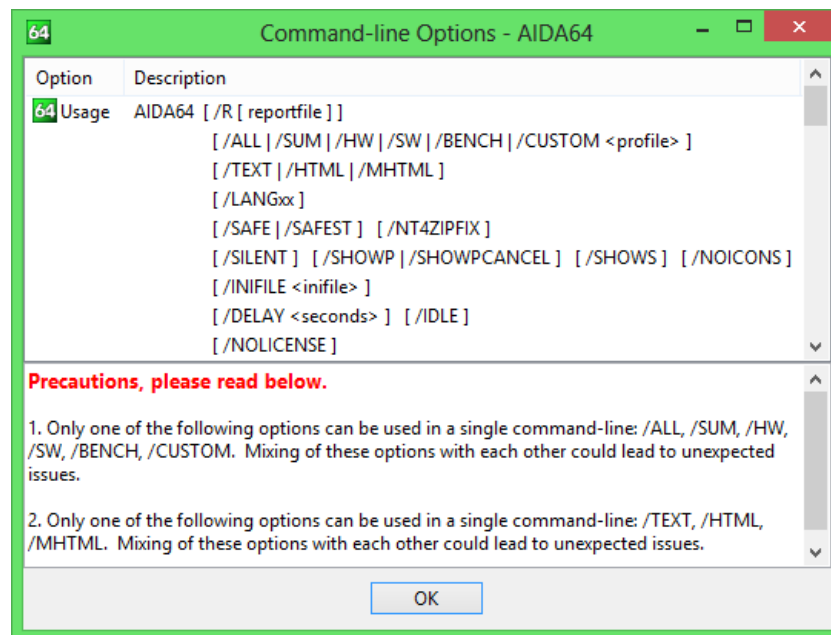 64 Command-line Options - AIDA64
Option Description
64 Usage AIDA64 [ /R [ reportfile ] ]
[ /ALL | /SUM | /HW | /SW | /BENCH | /CUSTOM <profile> ]
[ /TEXT | /HTML | /MHTML ]
[ /LANGxx ]
[ /SAFE | /SAFEST ] [ /NT4ZIPFIX ]
[ /SILENT ] [ /SHOWP | /SHOWPCANCEL ] [ /SHOWS ] [ /NOICONS ]
[ /INIFILE <inifile> ]
[ /DELAY <seconds> ] [ /IDLE ]
[ /NOLICENSE ]
Precautions, please read below.
1. Only one of the following options can be used in a single command-line: /ALL, /SUM, /HW,
/SW, /BENCH, /CUSTOM. Mixing of these options with each other could lead to unexpected
issues.
2. Only one of the following options can be used in a single command-line: /TEXT, /HTML,
/MHTML. Mixing of these options with each other could lead to unexpected issues.
OK